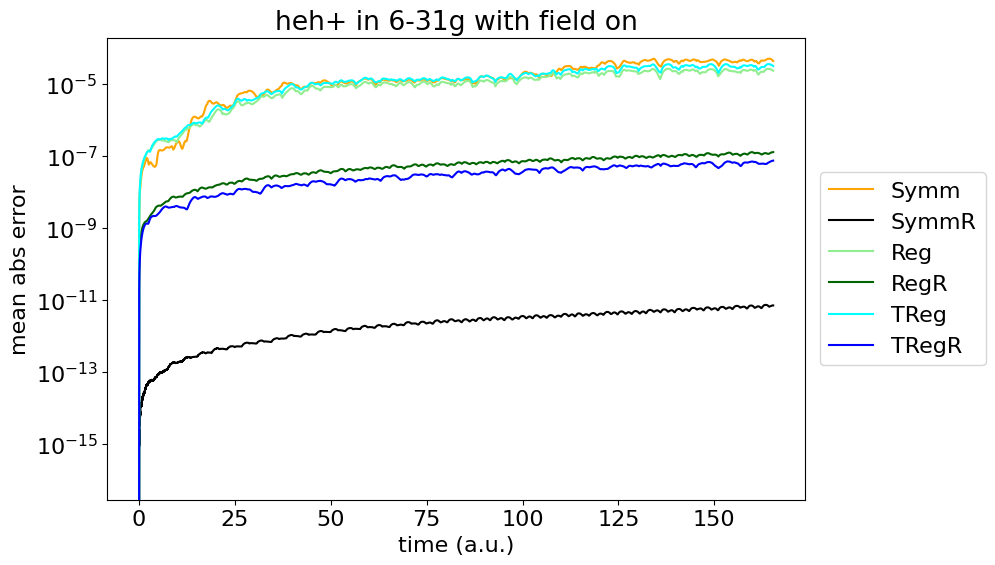 heh+ in 6-31g with field on
mean abs error
10⁻⁵
10⁻⁷
10⁻⁹
10⁻¹¹
10⁻¹³
10⁻¹⁵
0 25 50 75 100 125 150
time (a.u.)
Symm
SymmR
Reg
RegR
TReg
TRegR